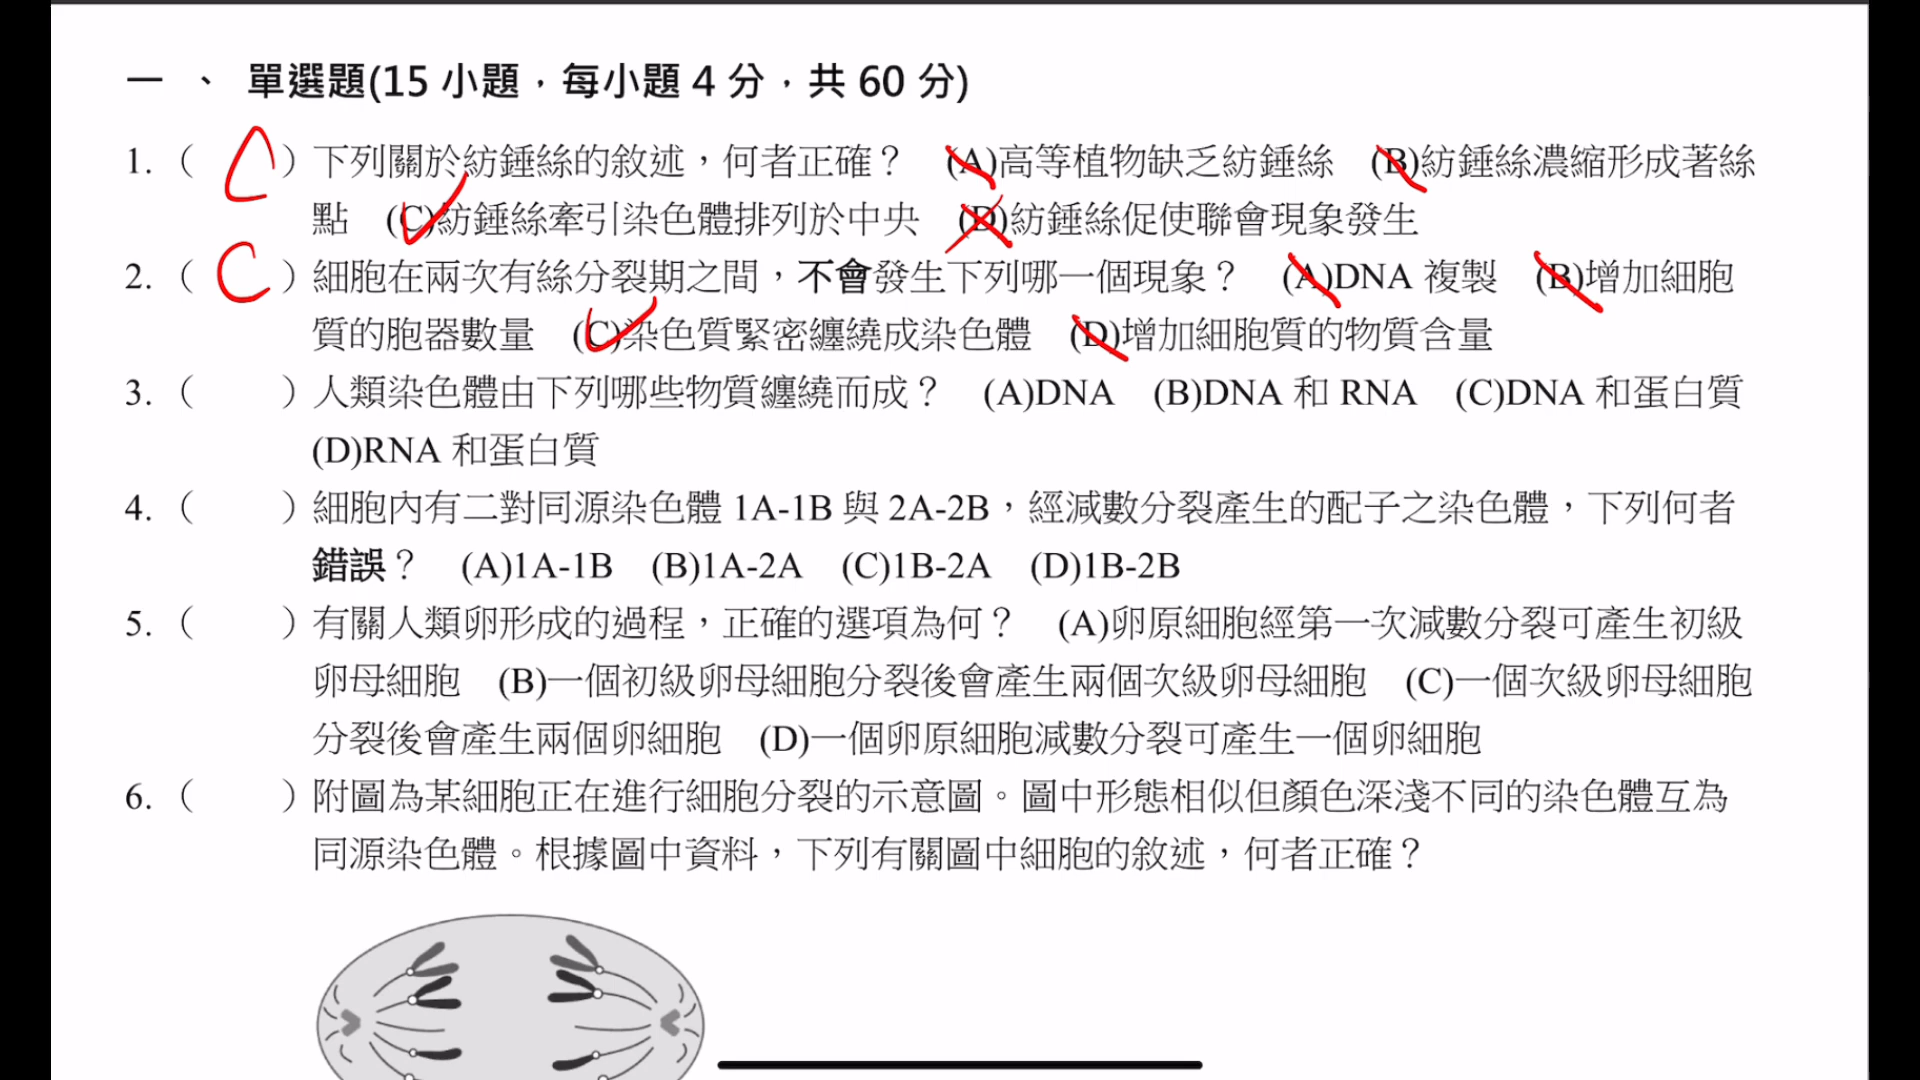 一 、 單選題(15 小題，每小題 4 分，共 60 分)
1. ( C ) 下列關於紡錘絲的敘述，何者正確？ (A)高等植物缺乏紡錘絲 (B)紡錘絲濃縮形成著絲
點 (C)紡錘絲牽引染色體排列於中央 (D)紡錘絲促使聯會現象發生
2. ( C ) 細胞在兩次有絲分裂期之間，不會發生下列哪一個現象？ (A)DNA 複製 (B)增加細胞
質的胞器數量 (C)染色質緊密纏繞成染色體 (D)增加細胞質的物質含量
3. ( ) 人類染色體由下列哪些物質纏繞而成？ (A)DNA (B)DNA 和 RNA (C)DNA 和蛋白質
(D)RNA 和蛋白質
4. ( ) 細胞內有二對同源染色體 1A-1B 與 2A-2B，經減數分裂產生的配子之染色體，下列何者
錯誤？ (A)1A-1B (B)1A-2A (C)1B-2A (D)1B-2B
5. ( ) 有關人類卵形成的過程，正確的選項為何？ (A)卵原細胞經第一次減數分裂可產生初級
卵母細胞 (B)一個初級卵母細胞分裂後會產生兩個次級卵母細胞 (C)一個次級卵母細胞
分裂後會產生兩個卵細胞 (D)一個卵原細胞減數分裂可產生一個卵細胞
6. ( ) 附圖為某細胞正在進行細胞分裂的示意圖。圖中形態相似但顏色深淺不同的染色體互為
同源染色體。根據圖中資料，下列有關圖中細胞的敘述，何者正確？